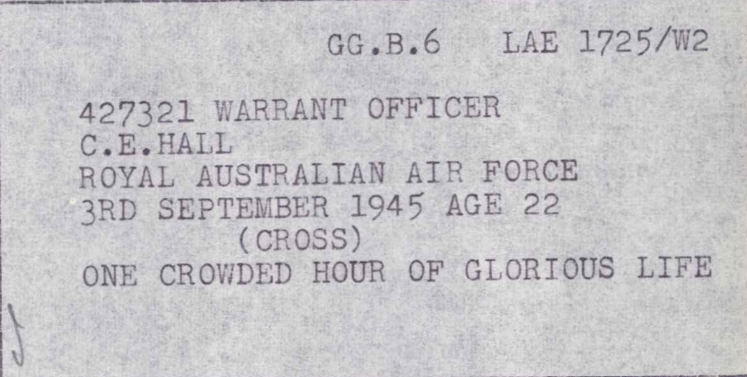 GG.B.6 LAE 1725/W2
427321 WARRANT OFFICER
C.E.HALL
ROYAL AUSTRALIAN AIR FORCE
3RD SEPTEMBER 1945 AGE 22
(CROSS)
ONE CROWDED HOUR OF GLORIOUS LIFE